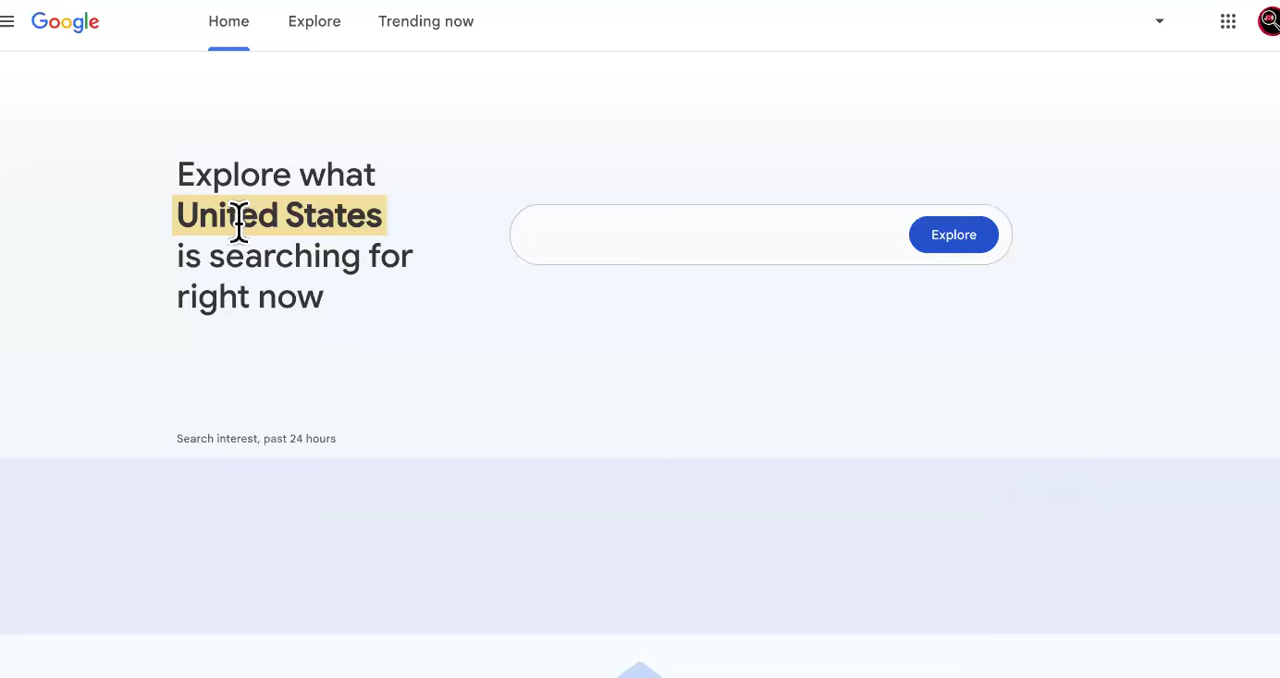 Google
Home
Explore
Trending now
Explore what
United States
is searching for
right now
Explore
Search interest, past 24 hours